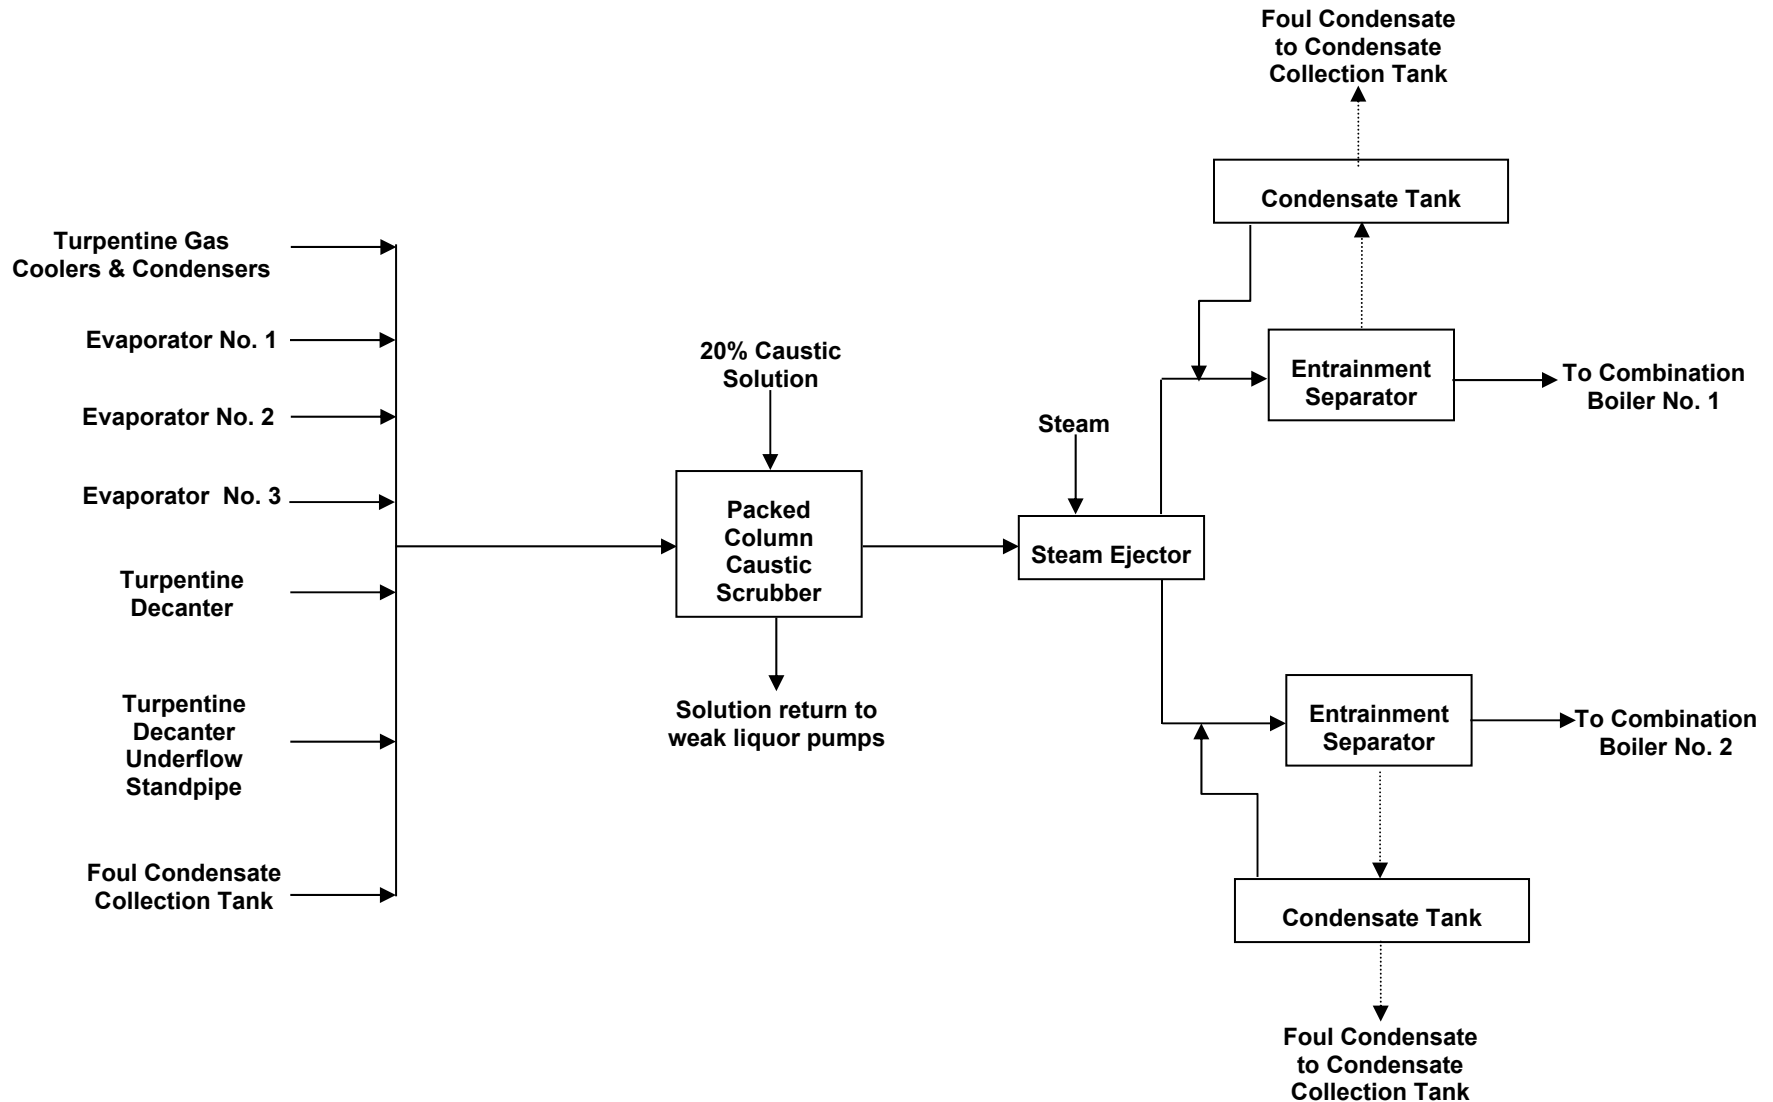 Turpentine Gas
Coolers & Condensers
Evaporator No. 1
Evaporator No. 2
Evaporator  No. 3
Turpentine
Decanter
Turpentine
Decanter
Underflow
Standpipe
Foul Condensate
Collection Tank
20% Caustic
Solution
Packed
Column
Caustic
Scrubber
Solution return to
weak liquor pumps
Steam
Steam Ejector
Foul Condensate
to Condensate
Collection Tank
Condensate Tank
Entrainment
Separator
To Combination
Boiler No. 1
Entrainment
Separator
To Combination
Boiler No. 2
Condensate Tank
Foul Condensate
to Condensate
Collection Tank